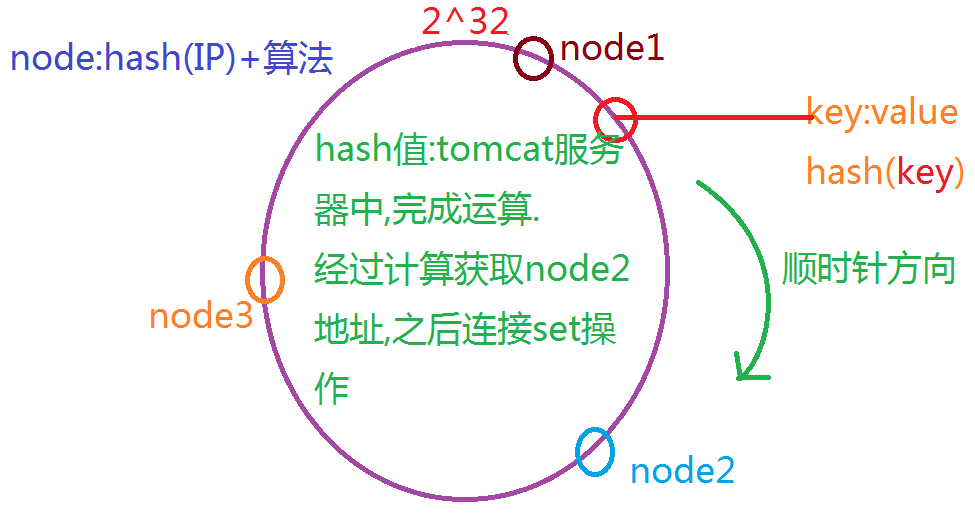 2^32
node:hash(IP)+算法
node1
key:value
hash(key)
hash值:tomcat服务
器中,完成运算.
经过计算获取node2
地址,之后连接set操
作
顺时针方向
node3
node2